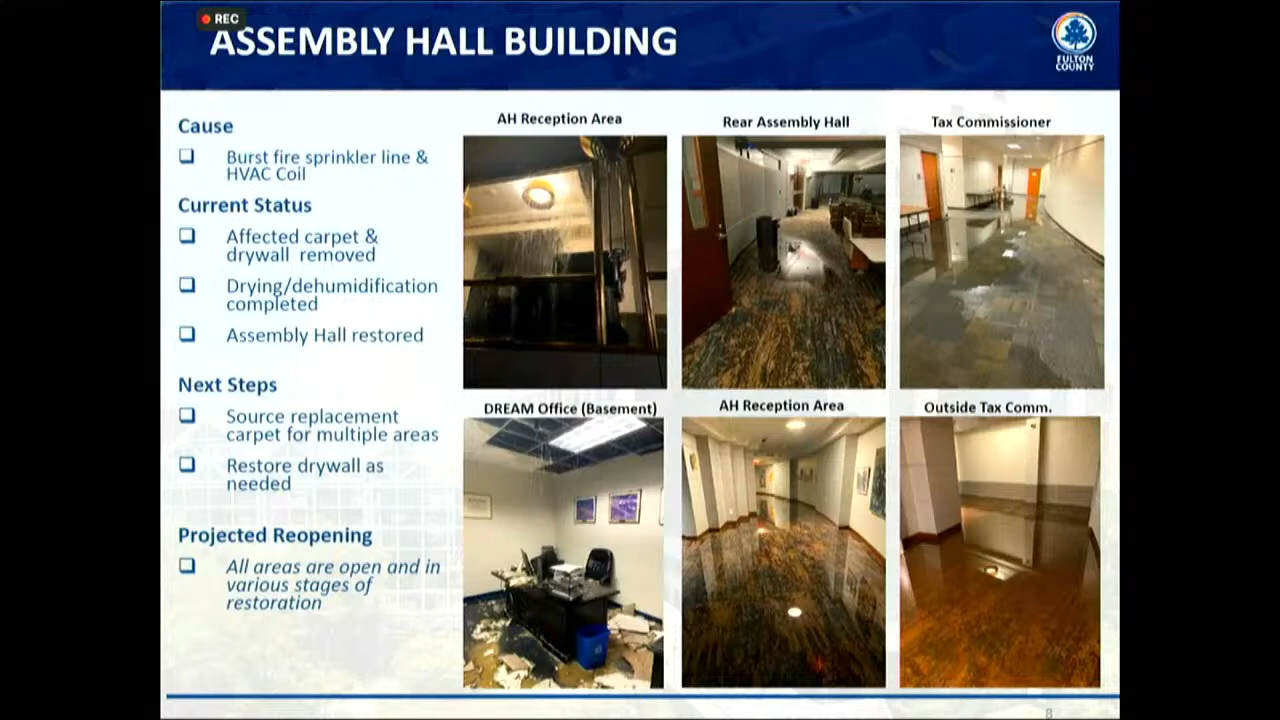 REC
ASSEMBLY HALL BUILDING
FULTON
COUNTY
Cause
Burst fire sprinkler line &
HVAC Coil
Current Status
Affected carpet &
drywall removed
Drying/dehumidification
completed
Assembly Hall restored
Next Steps
Source replacement
carpet for multiple areas
Restore drywall as
needed
Projected Reopening
All areas are open and in
various stages of
restoration
AH Reception Area
Rear Assembly Hall
Tax Commissioner
DREAM Office (Basement)
AH Reception Area
Outside Tax Comm.
8